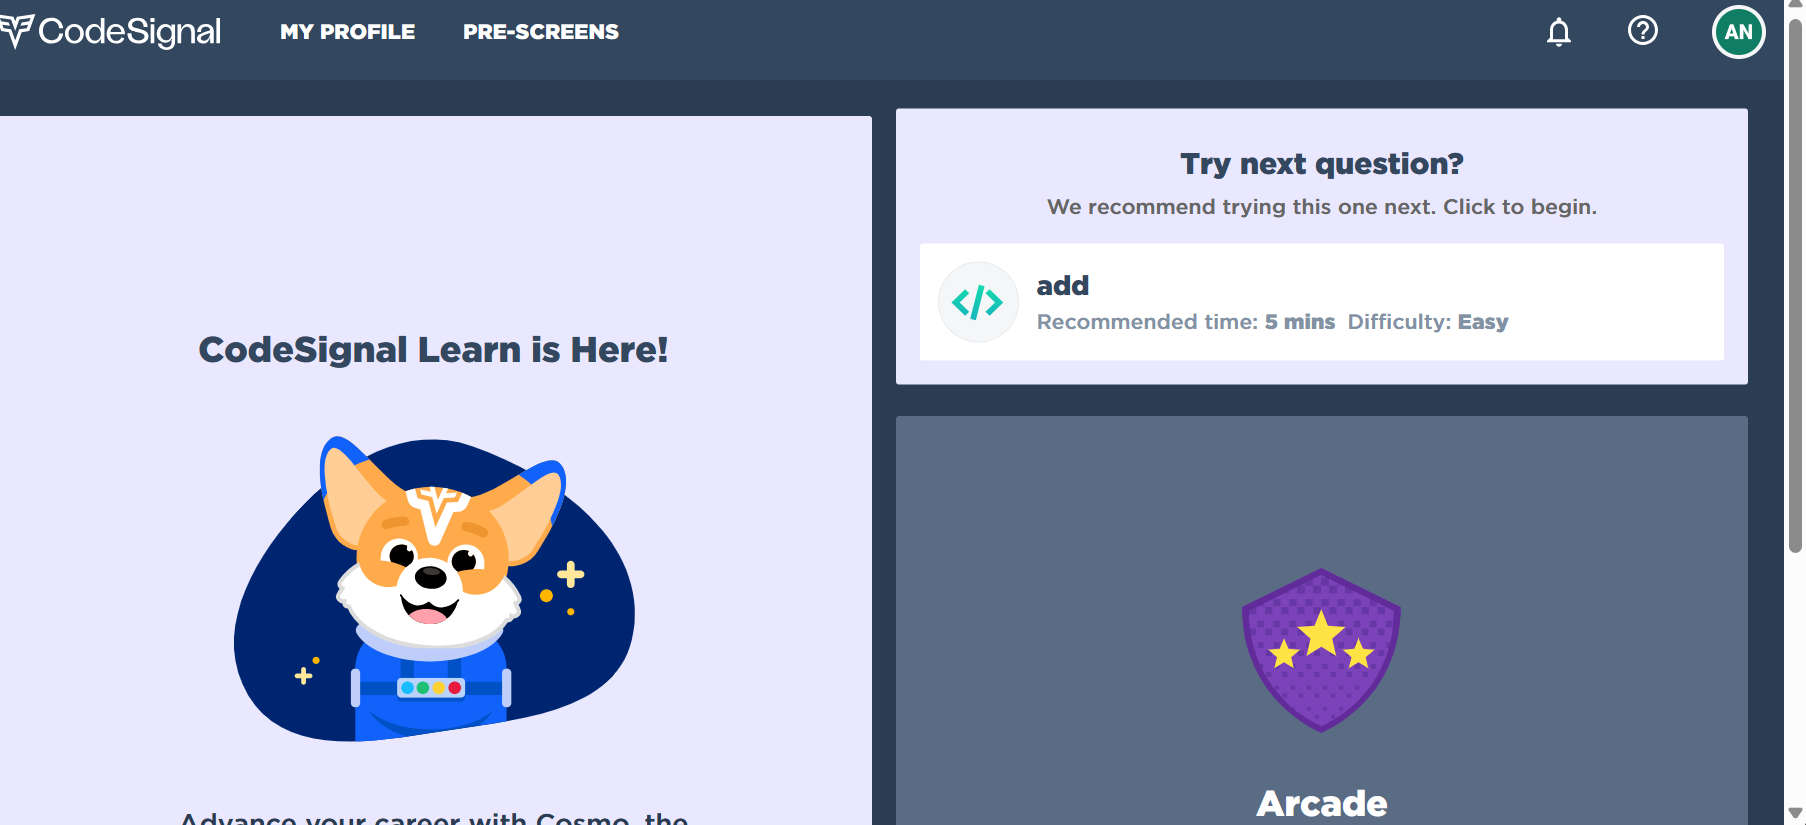 CodeSignal MY PROFILE PRE-SCREENS AN
CodeSignal Learn is Here!
Advance your career with Cosmo, the
Try next question?
We recommend trying this one next. Click to begin.
add
Recommended time: 5 mins Difficulty: Easy
Arcade